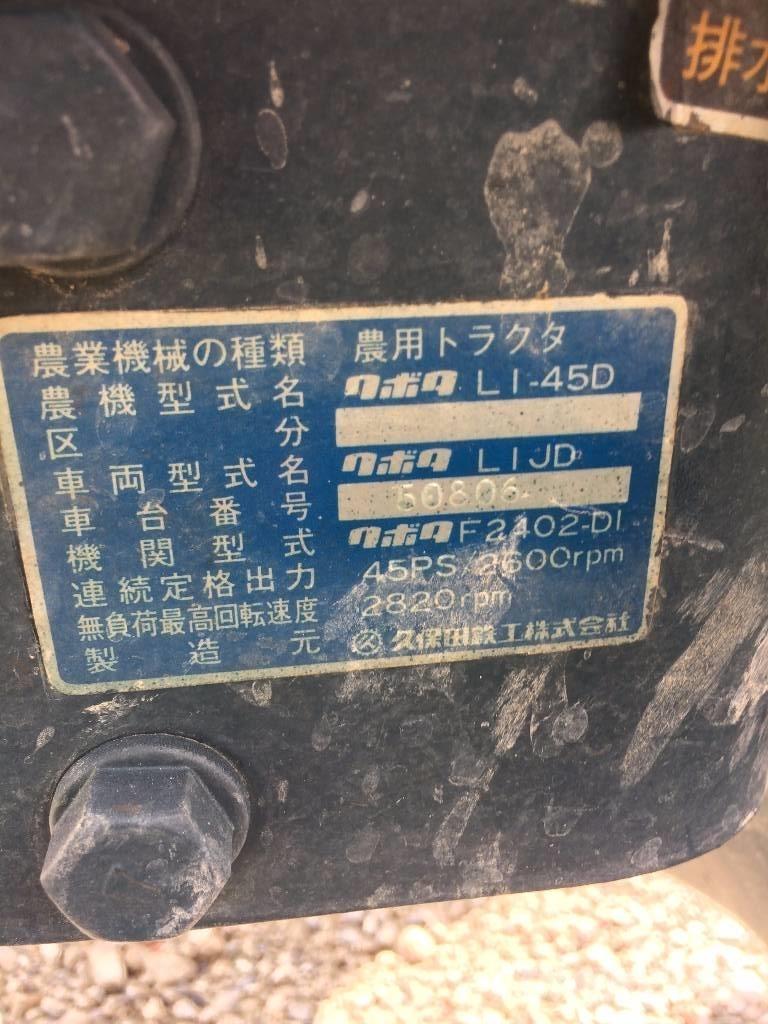 排水
農業機械の種類 農用トラクタ
農機型式名 クボタ L1-45D
区分
車両型式名 クボタ L1JD
車台番号 50806
機関型式 クボタ F2402-D1
連続定格出力 45PS/2600rpm
無負荷最高回転速度 2820rpm
製造元 久保田鉄工株式会社